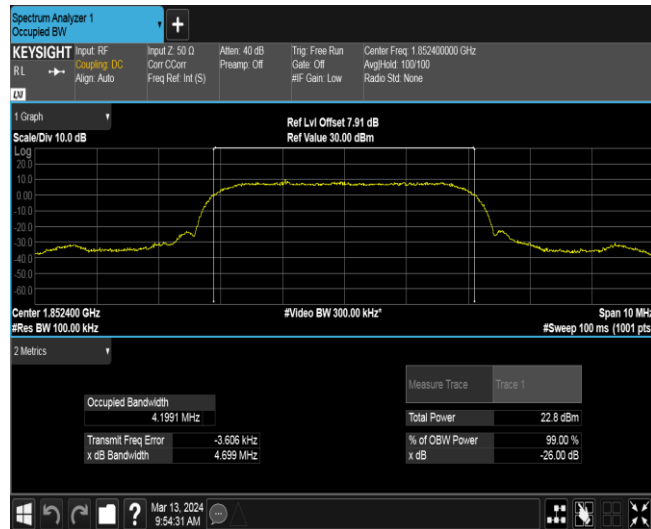 Spectrum Analyzer 1
Occupied BW
+
KEYSIGHT Input: RF Input Z: 50 Ω Atten: 40 dB Trig: Free Run Center Freq: 1.852400000 GHz
RL Coupling: DC Corr CCorr Preamp: Off Gate: Off Avg|Hold: 100/100
Align: Auto Freq Ref: Int (S) #IF Gain: Low Radio Std: None
LXI
1 Graph
Ref Lvl Offset 7.91 dB
Scale/Div 10.0 dB Ref Value 30.00 dBm
Log
20.0
10.0
0.00
-10.0
-20.0
-30.0
-40.0
-50.0
-60.0
Center 1.852400 GHz #Video BW 300.00 kHz* Span 10 MHz
#Res BW 100.00 kHz #Sweep 100 ms (1001 pts
2 Metrics
Measure Trace Trace 1
Occupied Bandwidth
4.1991 MHz
Total Power 22.8 dBm
Transmit Freq Error -3.606 kHz % of OBW Power 99.00 %
x dB Bandwidth 4.699 MHz x dB -26.00 dB
?
Mar 13, 2024
9:54:31 AM